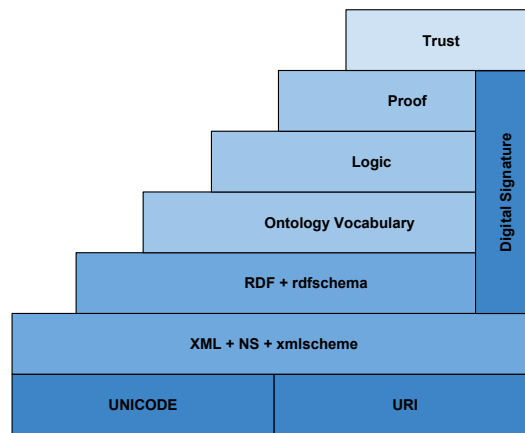 Trust
Proof
Digital Signature
Logic
Ontology Vocabulary
RDF + rdfschema
XML + NS + xmlscheme
UNICODE
URI